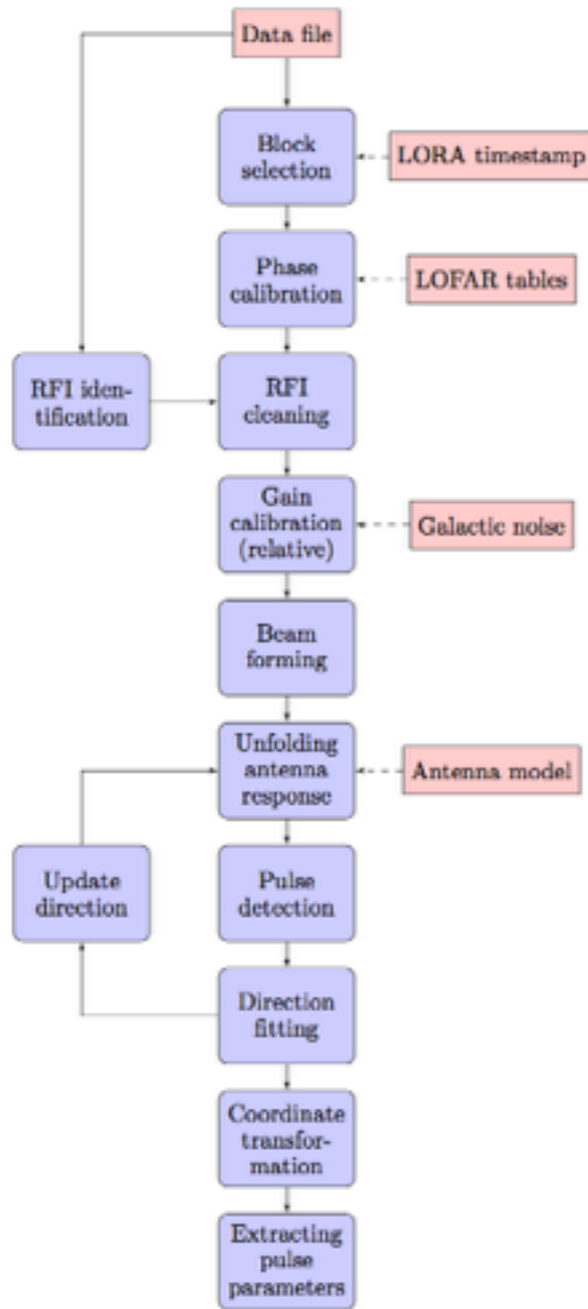 Data file
Block
selection
LORA timestamp
Phase
calibration
LOFAR tables
RFI iden-
tification
RFI
cleaning
Gain
calibration
(relative)
Galactic noise
Beam
forming
Unfolding
antenna
response
Antenna model
Update
direction
Pulse
detection
Direction
fitting
Coordinate
transfor-
mation
Extracting
pulse
parameters